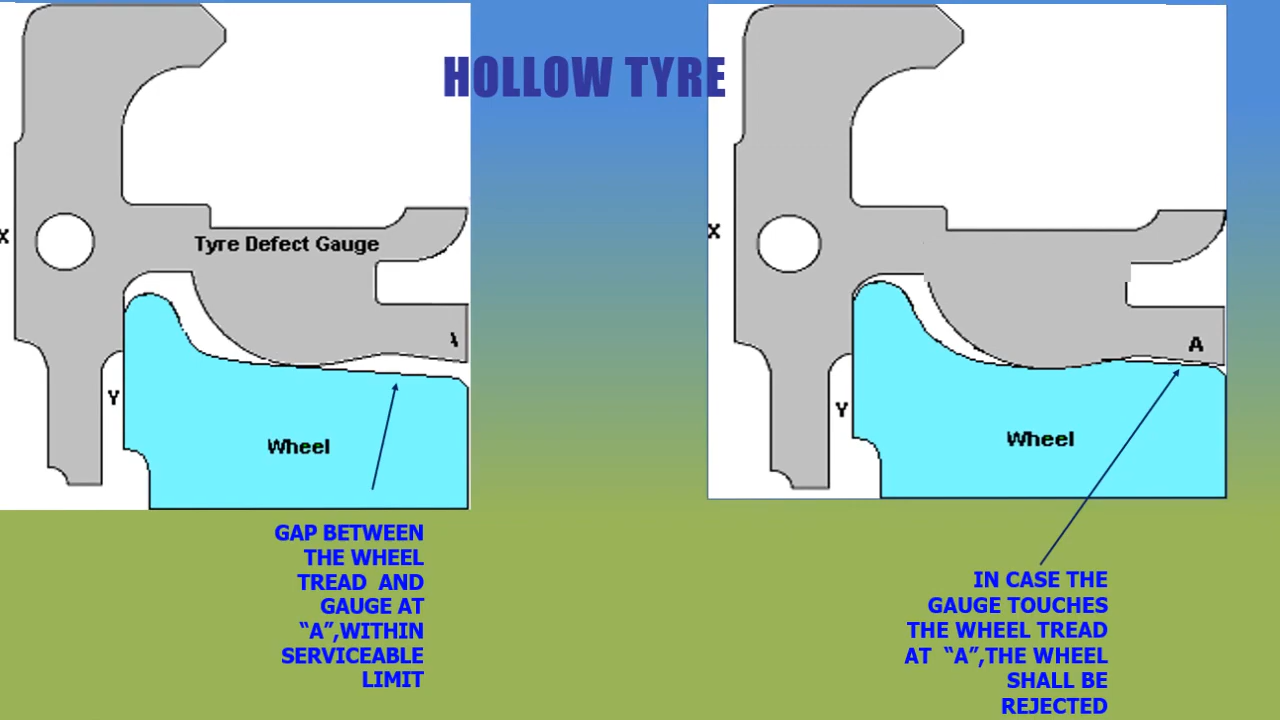 HOLLOW TYRE
X
Tyre Defect Gauge
A
Y
Wheel
GAP BETWEEN
THE WHEEL
TREAD AND
GAUGE AT
“A”,WITHIN
SERVICEABLE
LIMIT
X
A
Y
Wheel
IN CASE THE
GAUGE TOUCHES
THE WHEEL TREAD
AT “A”,THE WHEEL
SHALL BE
REJECTED